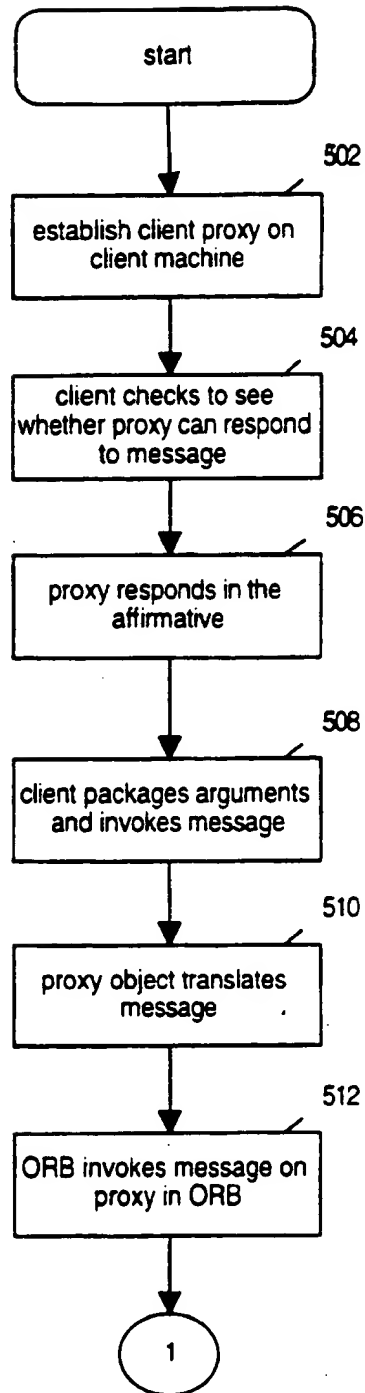 start
502
establish client proxy on
client machine
504
client checks to see
whether proxy can respond
to message
506
proxy responds in the
affirmative
508
client packages arguments
and invokes message
510
proxy object translates
message
512
ORB invokes message on
proxy in ORB
1